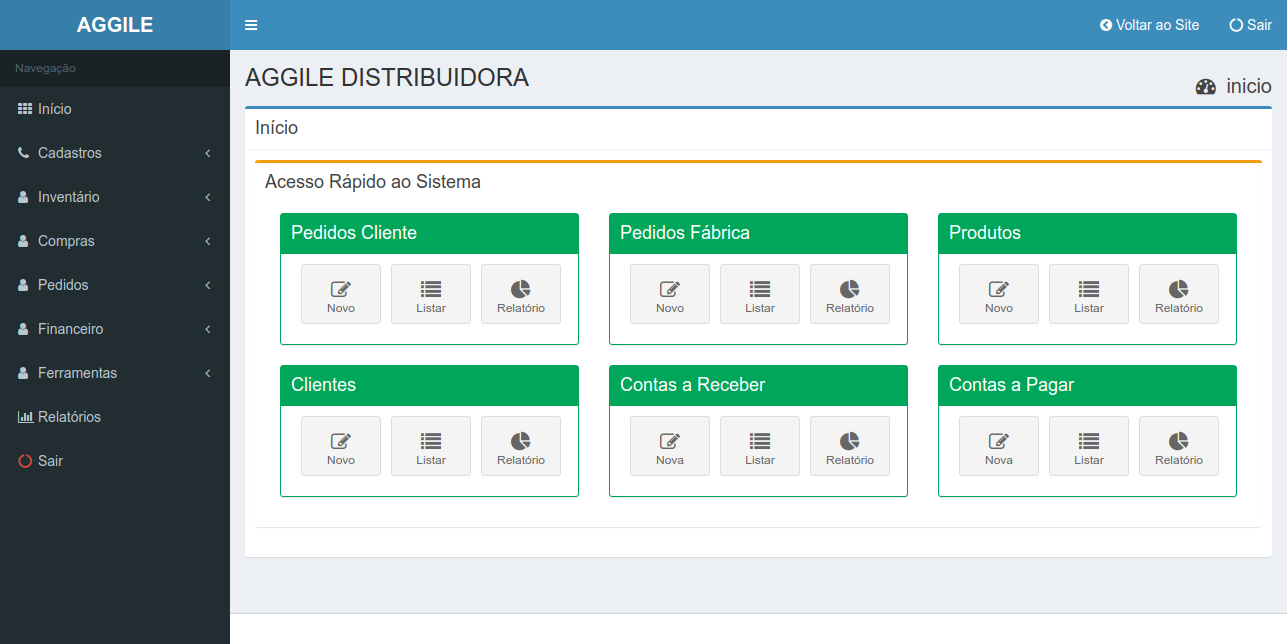 AGGILE
Voltar ao Site
Sair
Navegação
Início
Cadastros
Inventário
Compras
Pedidos
Financeiro
Ferramentas
Relatórios
Sair
AGGILE DISTRIBUIDORA
inicio
Início
Acesso Rápido ao Sistema
Pedidos Cliente
Novo
Listar
Relatório
Pedidos Fábrica
Novo
Listar
Relatório
Produtos
Novo
Listar
Relatório
Clientes
Novo
Listar
Relatório
Contas a Receber
Nova
Listar
Relatório
Contas a Pagar
Nova
Listar
Relatório